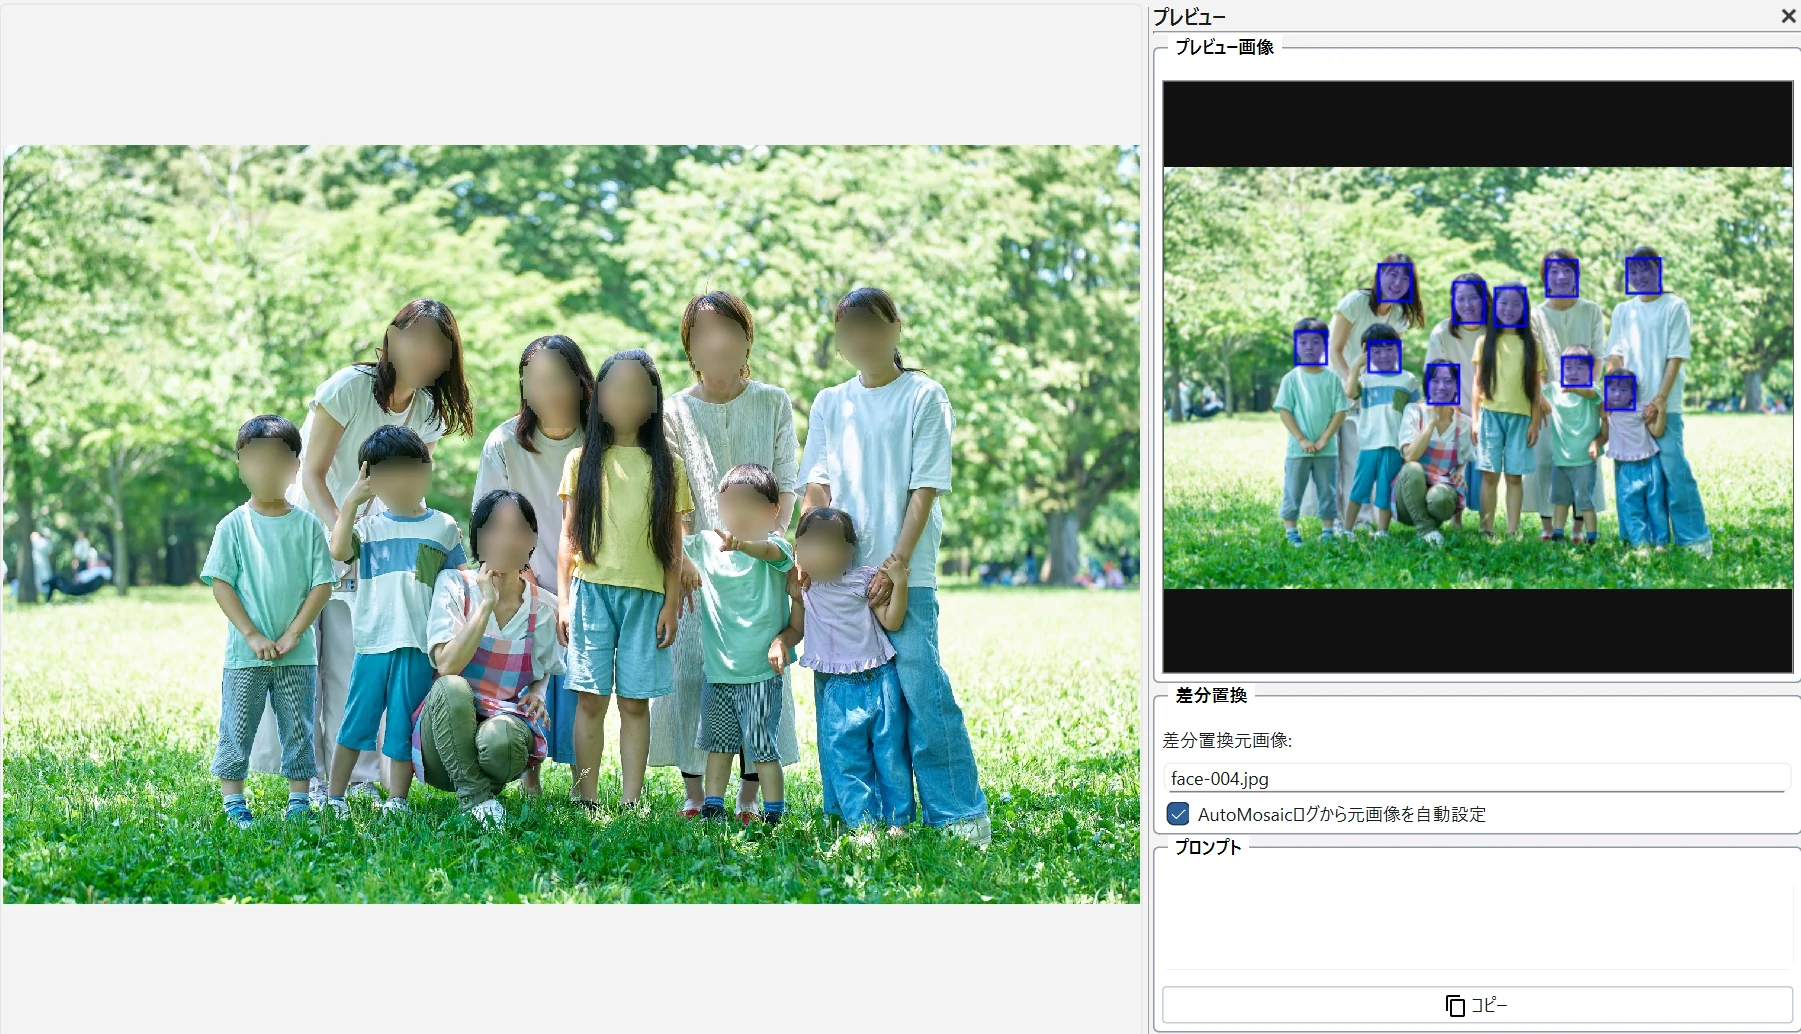 プレビュー
プレビュー画像
差分置換
差分置換元画像:
face-004.jpg
AutoMosaicログから元画像を自動設定
プロンプト
コピー